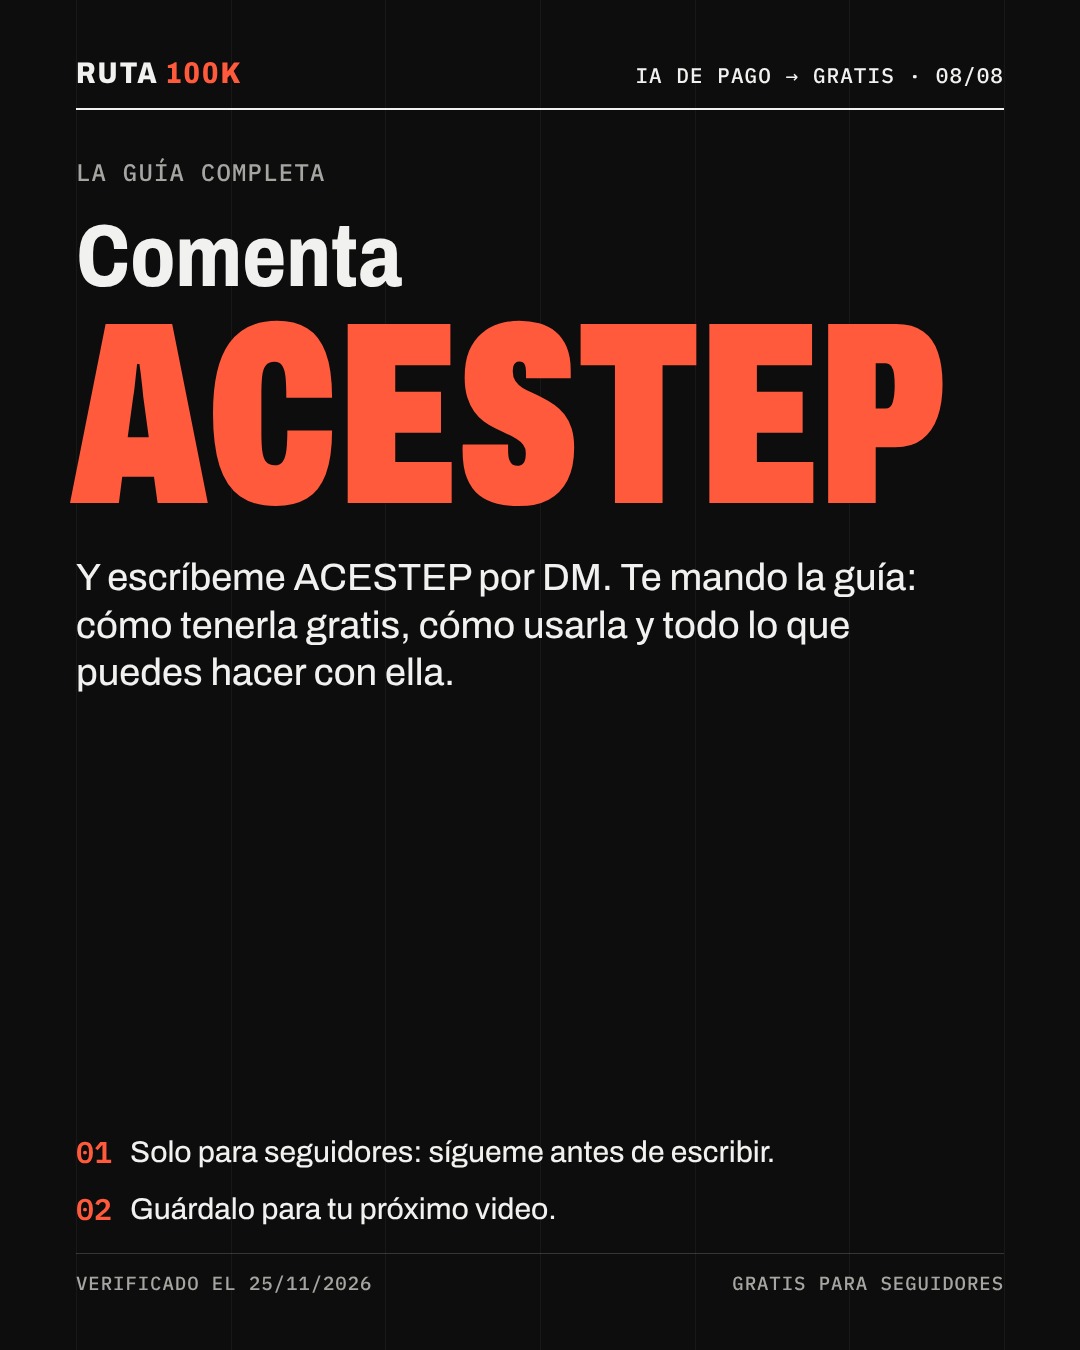 RUTA 100K
IA DE PAGO → GRATIS · 08/08
LA GUÍA COMPLETA
Comenta
ACESTEP
Y escríbeme ACESTEP por DM. Te mando la guía:
cómo tenerla gratis, cómo usarla y todo lo que
puedes hacer con ella.
01 Solo para seguidores: sígueme antes de escribir.
02 Guárdalo para tu próximo video.
VERIFICADO EL 25/11/2026
GRATIS PARA SEGUIDORES